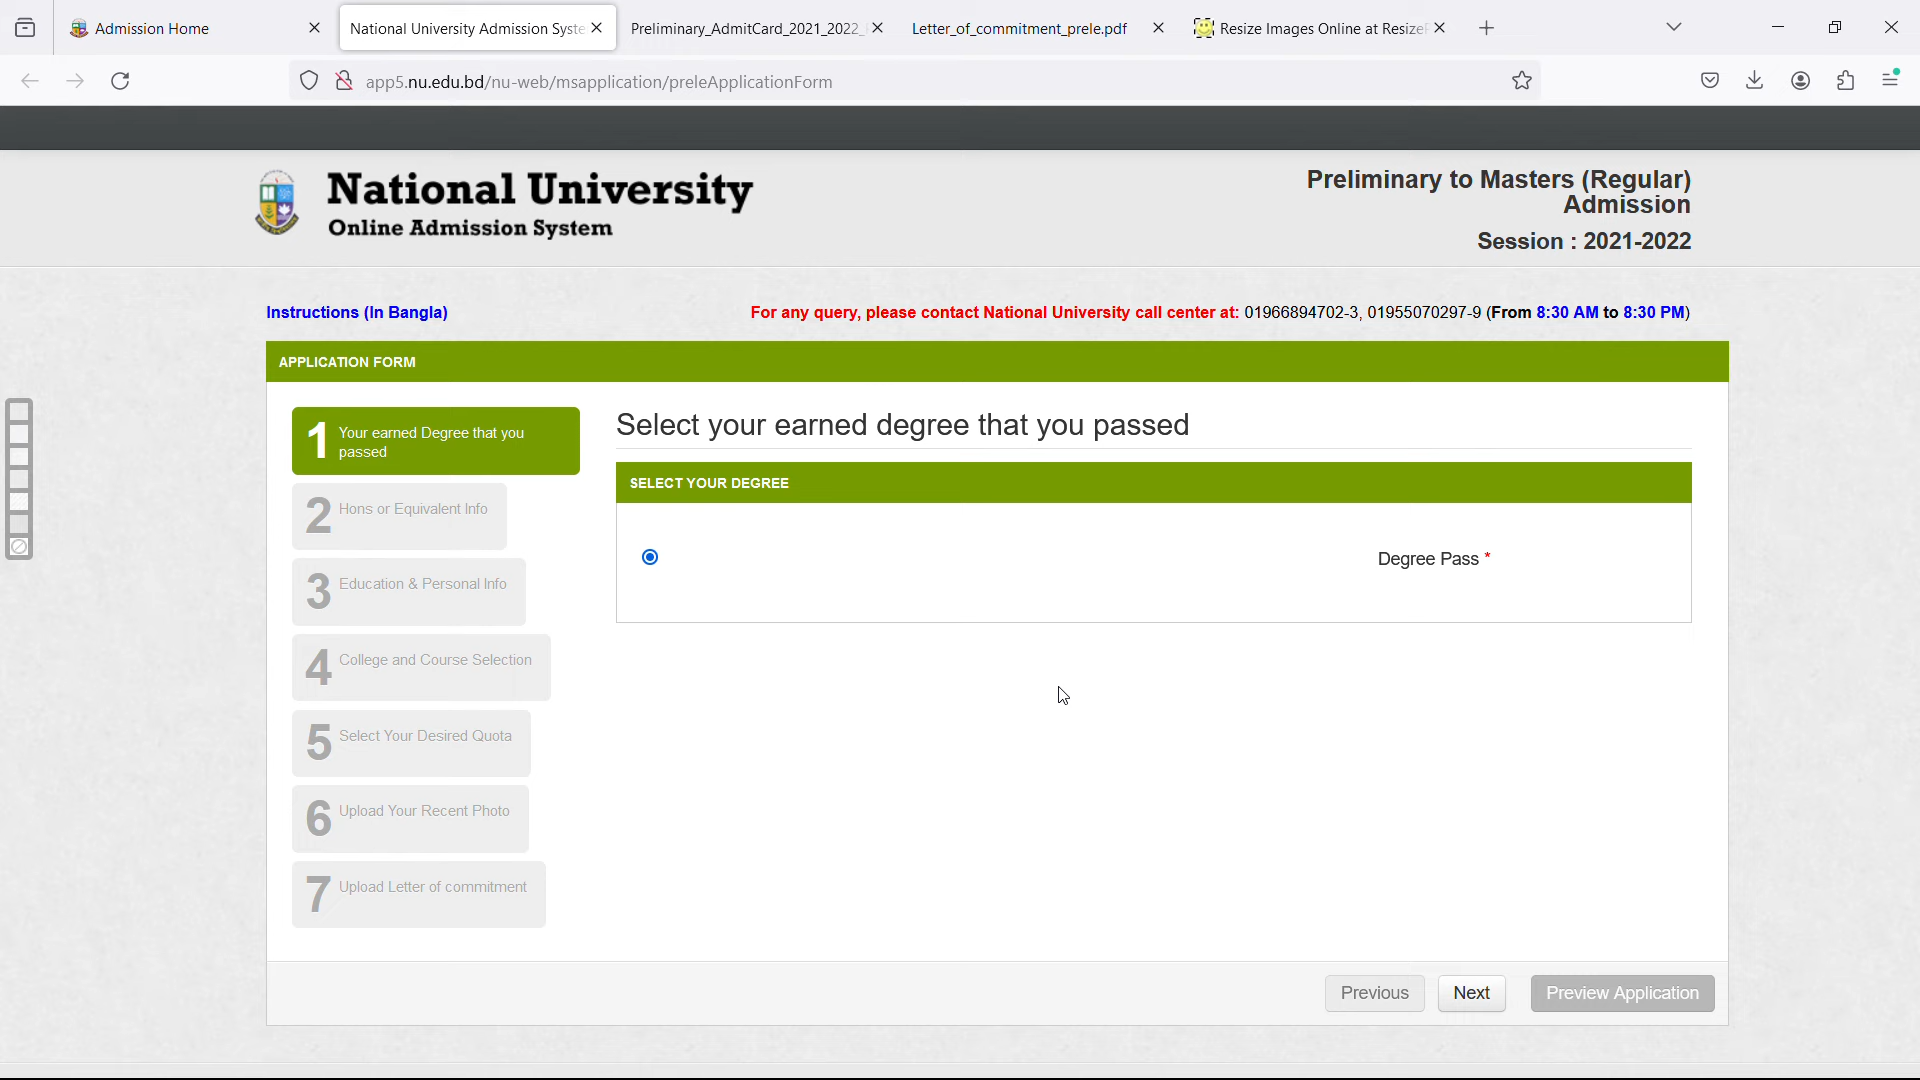 Admission Home
National University Admission Syste
Preliminary_AdmitCard_2021_2022_
Letter_of_commitment_prele.pdf
Resize Images Online at Resize
app5.nu.edu.bd/nu-web/msapplication/preleApplicationForm
National University
Online Admission System
Preliminary to Masters (Regular)
Admission
Session : 2021-2022
Instructions (In Bangla)
For any query, please contact National University call center at: 01966894702-3, 01955070297-9 (From 8:30 AM to 8:30 PM)
APPLICATION FORM
1 Your earned Degree that you
passed
2 Hons or Equivalent Info
3 Education & Personal Info
4 College and Course Selection
5 Select Your Desired Quota
6 Upload Your Recent Photo
7 Upload Letter of commitment
Select your earned degree that you passed
SELECT YOUR DEGREE
Degree Pass *
Previous
Next
Preview Application